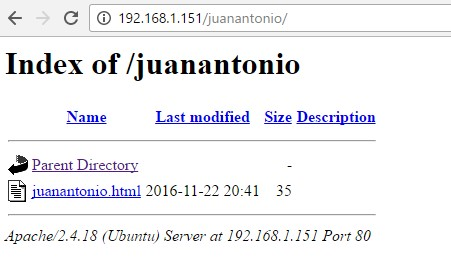 192.168.1.151/juanantonio/
Index of /juanantonio
Name Last modified Size Description
Parent Directory -
juanantonio.html 2016-11-22 20:41 35
Apache/2.4.18 (Ubuntu) Server at 192.168.1.151 Port 80